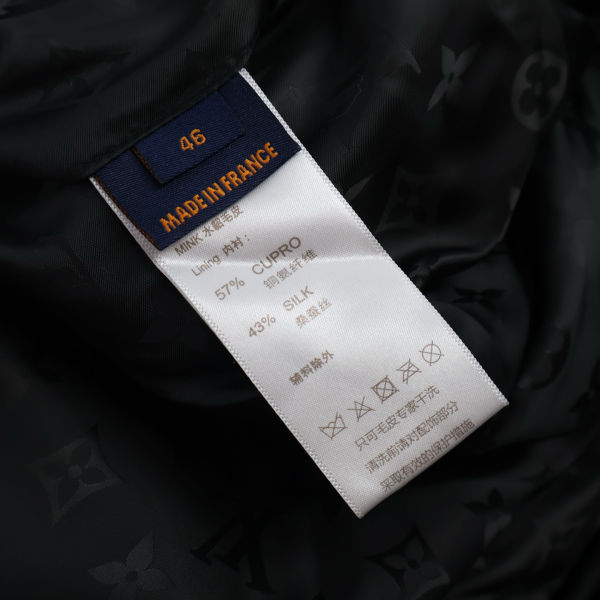 46
MADE IN FRANCE
MINK 水貂毛皮
Lining 内衬：
57% CUPRO
铜氨纤维
43% SILK
桑蚕丝
辅料除外
只可毛皮专家干洗
清洗前请对配饰部分
采取有效的保护措施